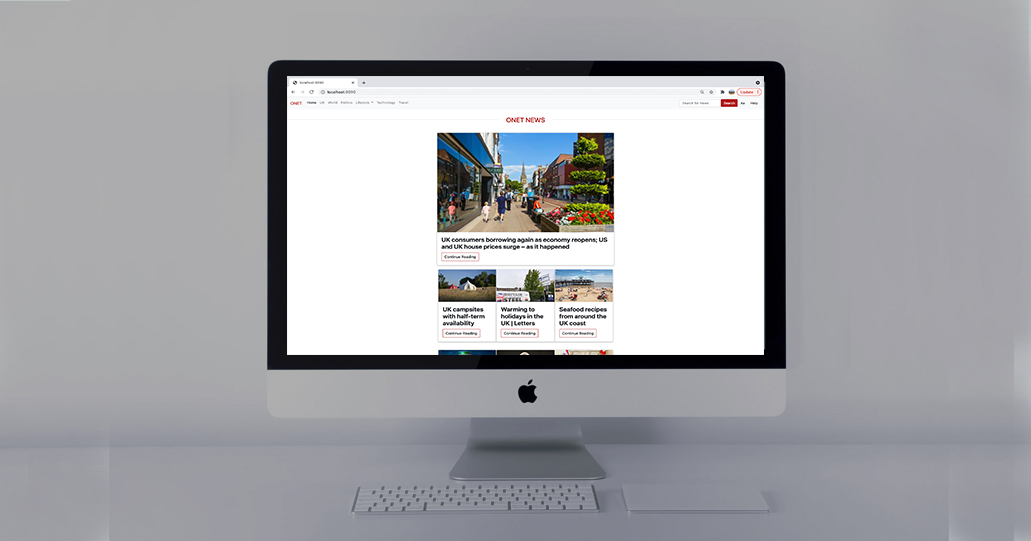 localhost:8080
localhost:8080
Update
ONET Home UK World Politics Lifestyle Technology Travel
Search for News Search Aa Help
ONET NEWS
UK consumers borrowing again as economy reopens; US
and UK house prices surge – as it happened
Continue Reading
BRITISH
STEEL
UK campsites
with half-term
availability
Continue Reading
Warming to
holidays in the
UK | Letters
Continue Reading
Seafood recipes
from around the
UK coast
Continue Reading